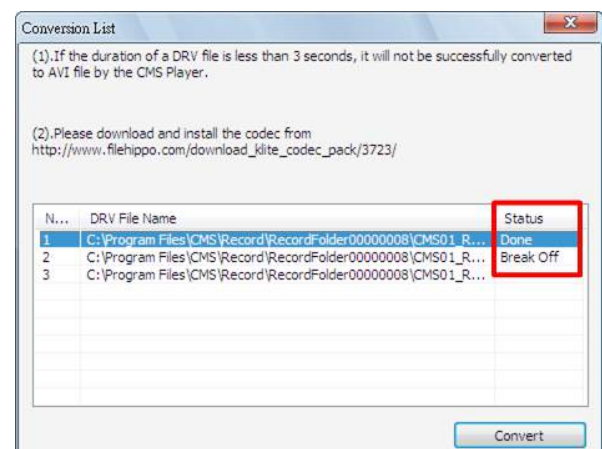 Conversion List
(1).If the duration of a DRV file is less than 3 seconds, it will not be successfully converted
to AVI file by the CMS Player.
(2).Please download and install the codec from
http://www.filehippo.com/download_klite_codec_pack/3723/
N... DRV File Name Status
1 C:\Program Files\CMS\Record\RecordFolder00000008\CMS01_R... Done
2 C:\Program Files\CMS\Record\RecordFolder00000008\CMS01_R... Break Off
3 C:\Program Files\CMS\Record\RecordFolder00000008\CMS01_R...
Convert